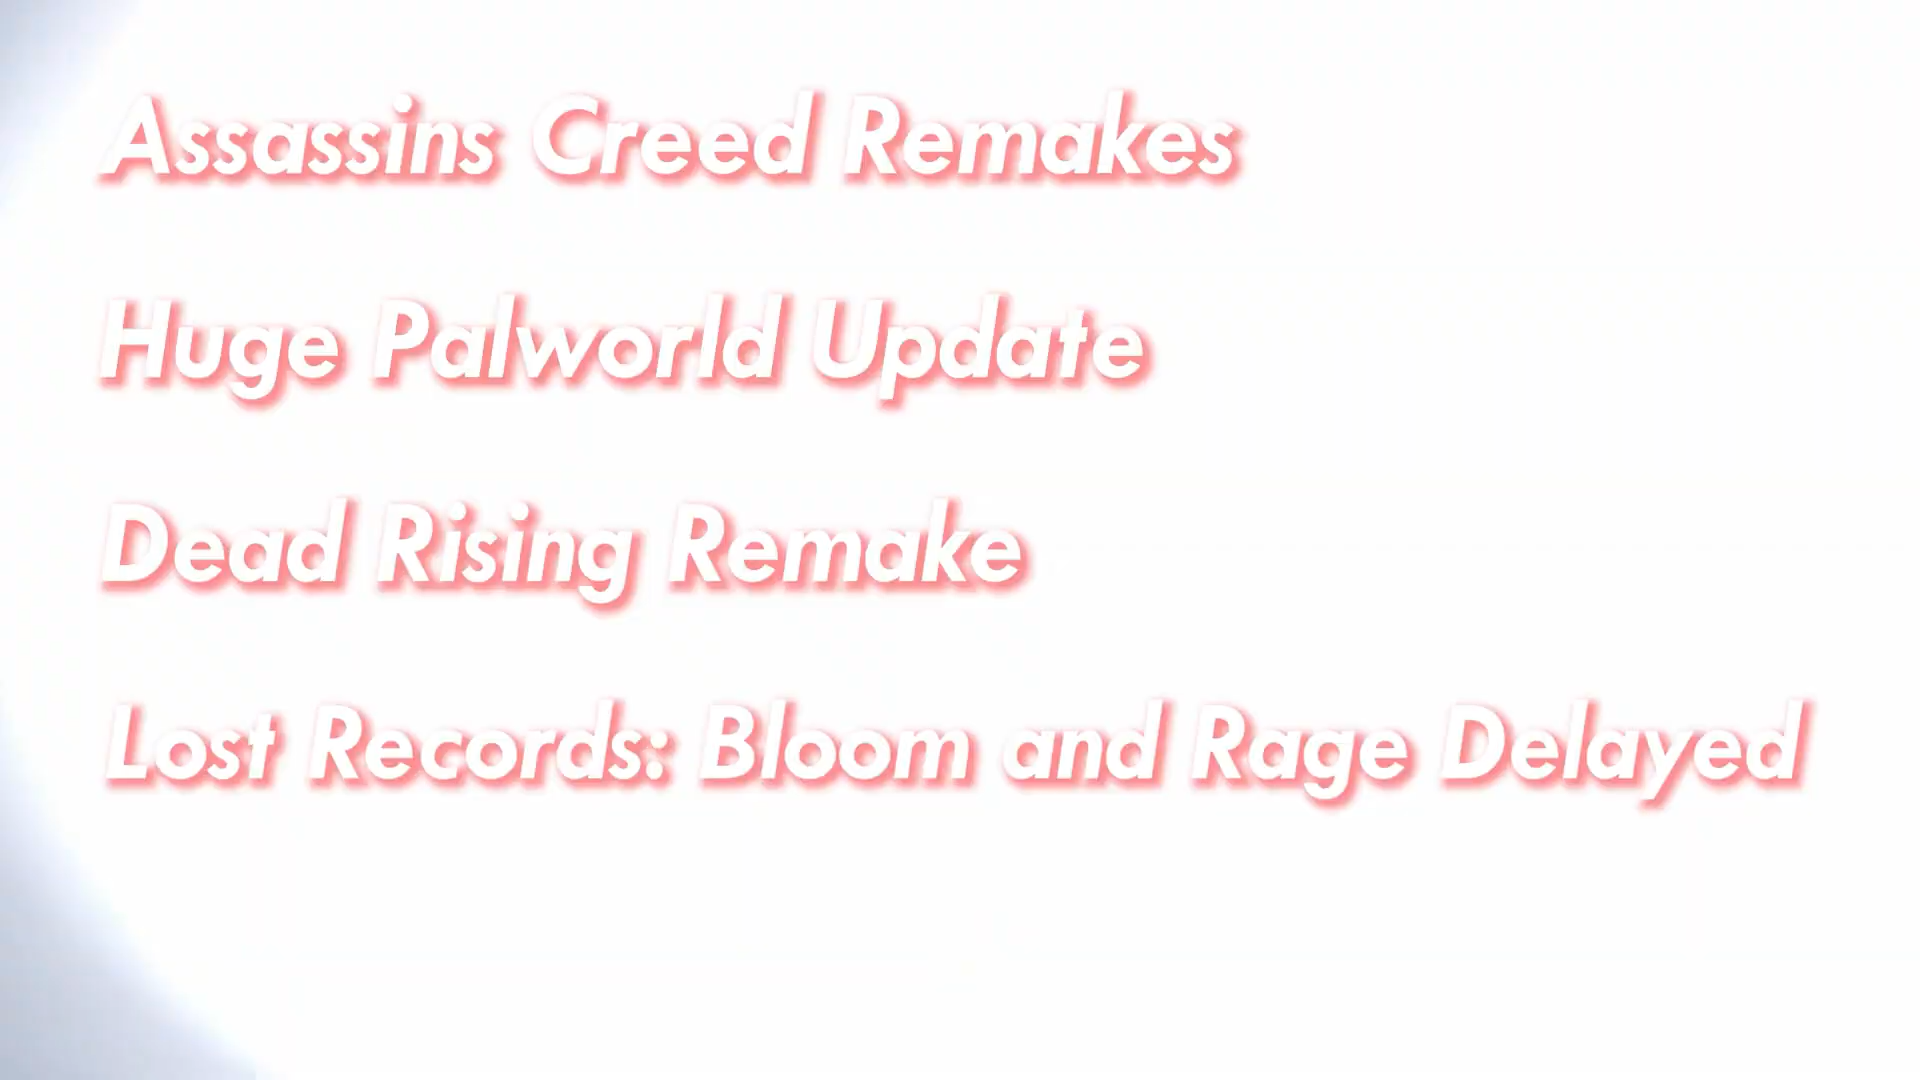 Assassins Creed Remakes
Huge Palworld Update
Dead Rising Remake
Lost Records: Bloom and Rage Delayed